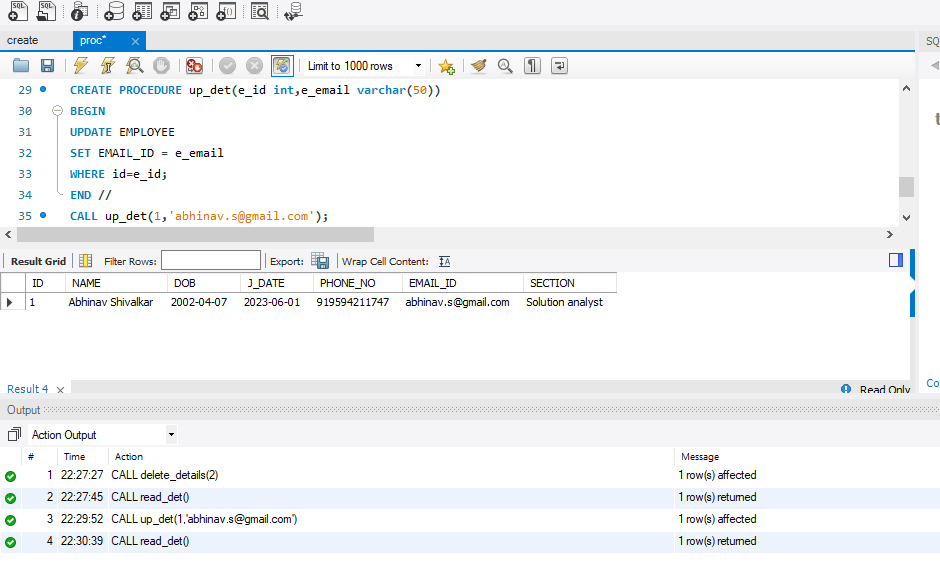 SQL SQL
create proc* SQ
Limit to 1000 rows
29 CREATE PROCEDURE up_det(e_id int,e_email varchar(50))
30 BEGIN
31 UPDATE EMPLOYEE
32 SET EMAIL_ID = e_email
33 WHERE id=e_id;
34 END //
35 CALL up_det(1,'abhinav.s@gmail.com');
Result Grid Filter Rows: Export: Wrap Cell Content:
ID NAME DOB J_DATE PHONE_NO EMAIL_ID SECTION
1 Abhinav Shivalkar 2002-04-07 2023-06-01 919594211747 abhinav.s@gmail.com Solution analyst
Result 4 Read Only Co
Output
Action Output
# Time Action Message
1 22:27:27 CALL delete_details(2) 1 row(s) affected
2 22:27:45 CALL read_det() 1 row(s) returned
3 22:29:52 CALL up_det(1,'abhinav.s@gmail.com') 1 row(s) affected
4 22:30:39 CALL read_det() 1 row(s) returned